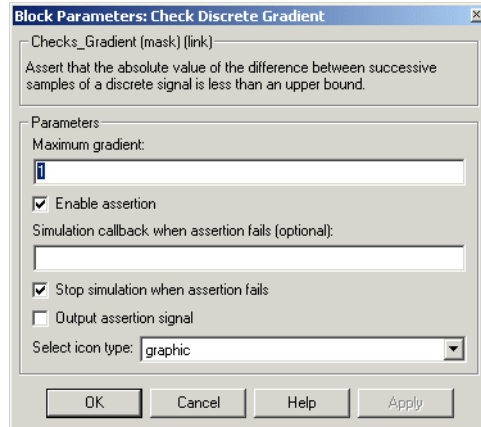 Block Parameters: Check Discrete Gradient
Checks_Gradient (mask) (link)
Assert that the absolute value of the difference between successive
samples of a discrete signal is less than an upper bound.
Parameters
Maximum gradient:
1
Enable assertion
Simulation callback when assertion fails (optional):
Stop simulation when assertion fails
Output assertion signal
Select icon type: graphic
OK Cancel Help Apply